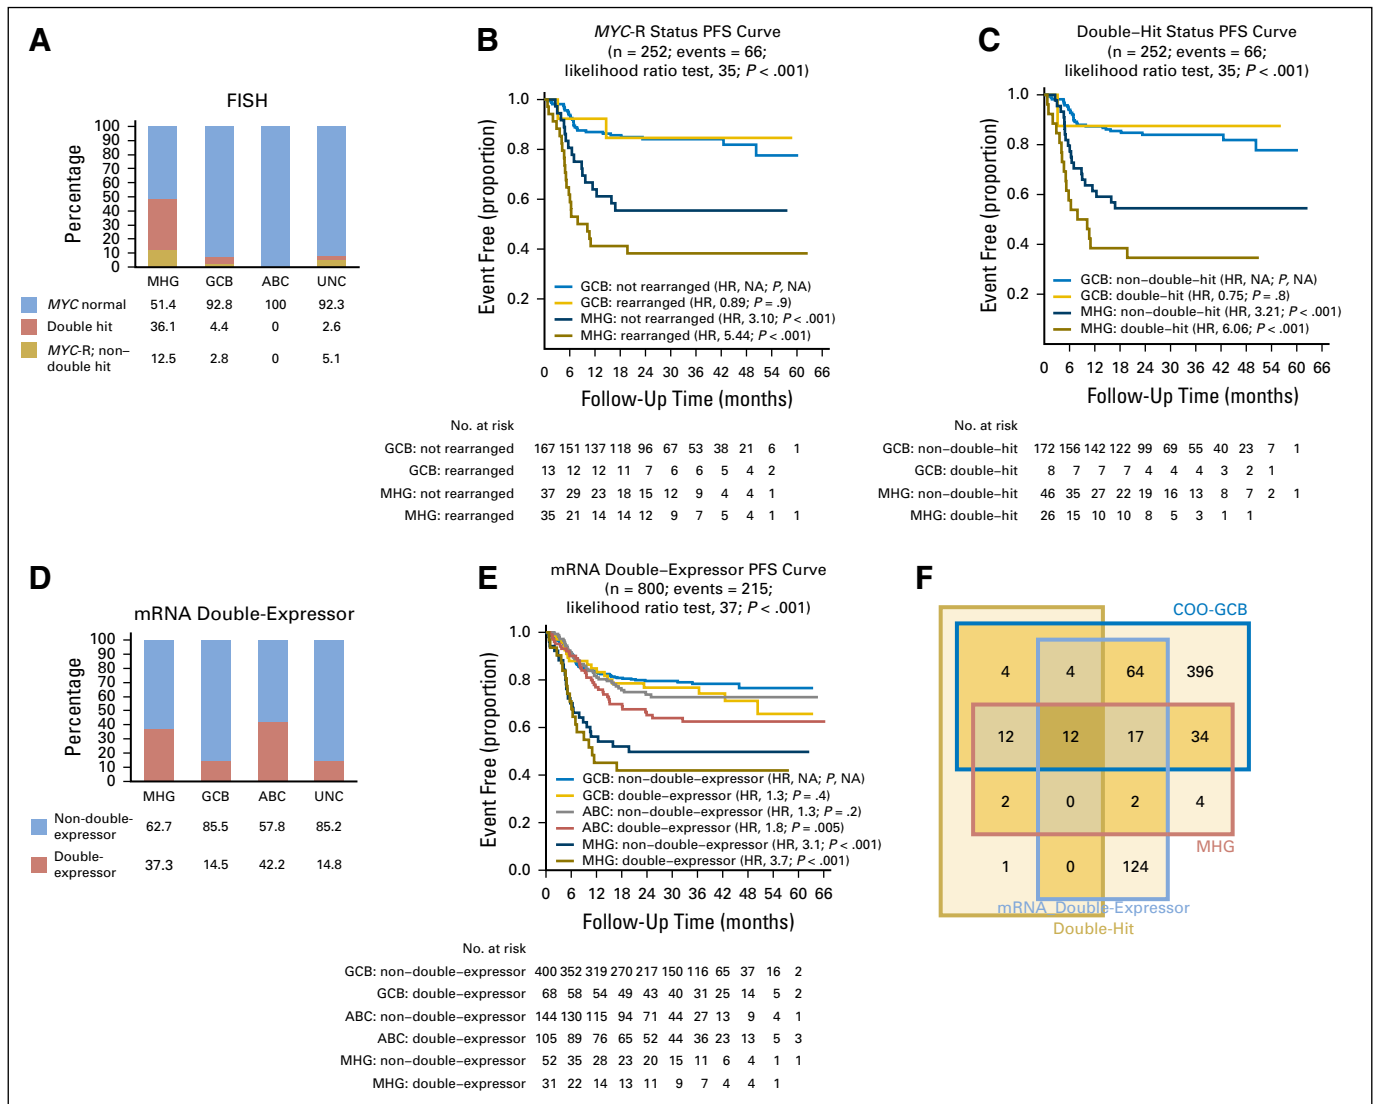 A
FISH
Percentage
100
90
80
70
60
50
40
30
20
10
0
MHG GCB ABC UNC
MYC normal 51.4 92.8 100 92.3
Double hit 36.1 4.4 0 2.6
MYC-R; non–
double hit 12.5 2.8 0 5.1
B
MYC-R Status PFS Curve
(n = 252; events = 66;
likelihood ratio test, 35; P < .001)
Event Free (proportion)
1.0
0.8
0.6
0.4
0.2
GCB: not rearranged (HR, NA; P, NA)
GCB: rearranged (HR, 0.89; P = .9)
MHG: not rearranged (HR, 3.10; P < .001)
MHG: rearranged (HR, 5.44; P < .001)
0 6 12 18 24 30 36 42 48 54 60 66
Follow-Up Time (months)
No. at risk
GCB: not rearranged 167 151 137 118 96 67 53 38 21 6 1
GCB: rearranged 13 12 12 11 7 6 6 5 4 2
MHG: not rearranged 37 29 23 18 15 12 9 4 4 1
MHG: rearranged 35 21 14 14 12 9 7 5 4 1 1
C
Double–Hit Status PFS Curve
(n = 252; events = 66;
likelihood ratio test, 35; P < .001)
Event Free (proportion)
1.0
0.8
0.6
0.4
0.2
GCB: non-double-hit (HR, NA; P, NA)
GCB: double-hit (HR, 0.75; P = .8)
MHG: non-double-hit (HR, 3.21; P < .001)
MHG: double-hit (HR, 6.06; P < .001)
0 6 12 18 24 30 36 42 48 54 60 66
Follow-Up Time (months)
No. at risk
GCB: non–double–hit 172 156 142 122 99 69 55 40 23 7 1
GCB: double–hit 8 7 7 7 4 4 4 3 2 1
MHG: non–double–hit 46 35 27 22 19 16 13 8 7 2 1
MHG: double–hit 26 15 10 10 8 5 3 1 1
D
mRNA Double-Expressor
Percentage
100
90
80
70
60
50
40
30
20
10
0
MHG GCB ABC UNC
Non-double-
expressor 62.7 85.5 57.8 85.2
Double-
expressor 37.3 14.5 42.2 14.8
E
mRNA Double–Expressor PFS Curve
(n = 800; events = 215;
likelihood ratio test, 37; P < .001)
Event Free (proportion)
1.0
0.8
0.6
0.4
0.2
0.0
GCB: non-double-expressor (HR, NA; P, NA)
GCB: double-expressor (HR, 1.3; P = .4)
ABC: non-double-expressor (HR, 1.3; P = .2)
ABC: double-expressor (HR, 1.8; P = .005)
MHG: non-double-expressor (HR, 3.1; P < .001)
MHG: double-expressor (HR, 3.7; P < .001)
0 6 12 18 24 30 36 42 48 54 60 66
Follow-Up Time (months)
No. at risk
GCB: non–double–expressor 400 352 319 270 217 150 116 65 37 16 2
GCB: double–expressor 68 58 54 49 43 40 31 25 14 5 2
ABC: non–double–expressor 144 130 115 94 71 44 27 13 9 4 1
ABC: double–expressor 105 89 76 65 52 44 36 23 13 5 3
MHG: non–double–expressor 52 35 28 23 20 15 11 6 4 1 1
MHG: double–expressor 31 22 14 13 11 9 7 4 4 1
F
COO-GCB
4 4 64 396
12 12 17 34
2 0 2 4
MHG
1 0 124
mRNA Double-Expressor
Double-Hit